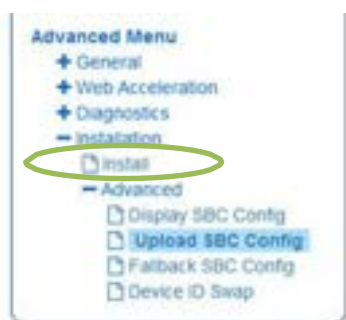 Advanced Menu
General
Web Acceleration
Diagnostics
Installation
Install
Advanced
Display SBC Config
Upload SBC Config
Fallback SBC Config
Device ID Swap